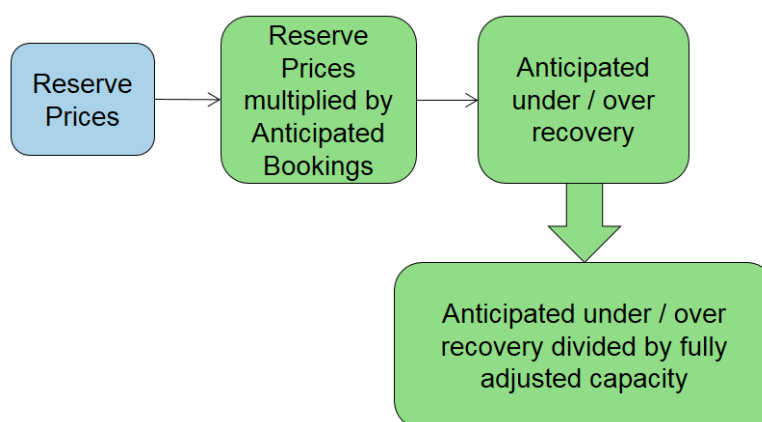 Reserve
Prices
Reserve
Prices
multiplied by
Anticipated
Bookings
Anticipated
under / over
recovery
Anticipated under / over
recovery divided by fully
adjusted capacity